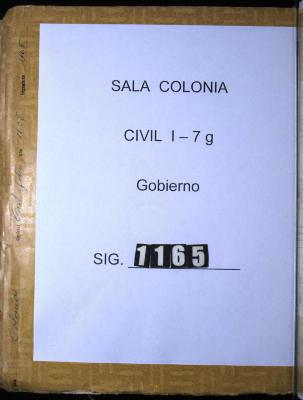 SALA COLONIA
CIVIL I – 7 g
Gobierno
SIG. 1165